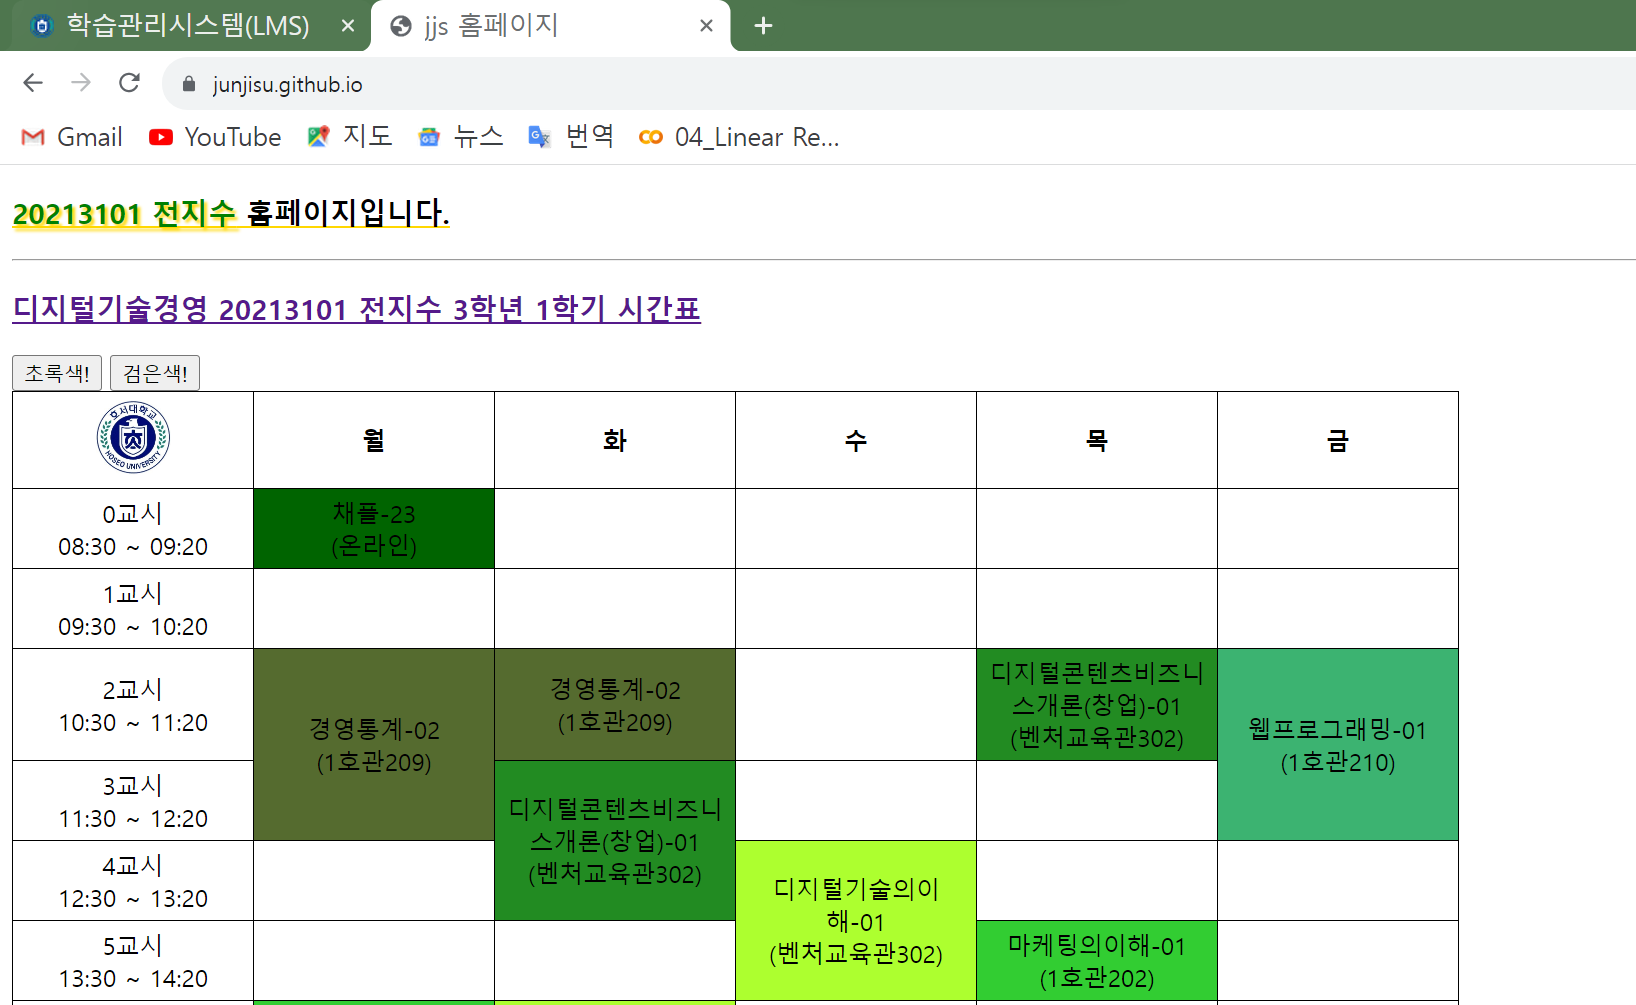 학습관리시스템(LMS)
jjs 홈페이지
junjisu.github.io
Gmail YouTube 지도 뉴스 번역 04_Linear Re...
20213101 전지수 홈페이지입니다.
디지털기술경영 20213101 전지수 3학년 1학기 시간표
초록색! 검은색!
호서대학교
HOSEO UNIVERSITY
월 화 수 목 금
0교시
08:30 ~ 09:20
채플-23
(온라인)
1교시
09:30 ~ 10:20
2교시
10:30 ~ 11:20
경영통계-02
(1호관209)
경영통계-02
(1호관209)
디지털콘텐츠비즈니
스개론(창업)-01
(벤처교육관302)
웹프로그래밍-01
(1호관210)
3교시
11:30 ~ 12:20
디지털콘텐츠비즈니
스개론(창업)-01
(벤처교육관302)
4교시
12:30 ~ 13:20
디지털기술의이
해-01
(벤처교육관302)
5교시
13:30 ~ 14:20
마케팅의이해-01
(1호관202)